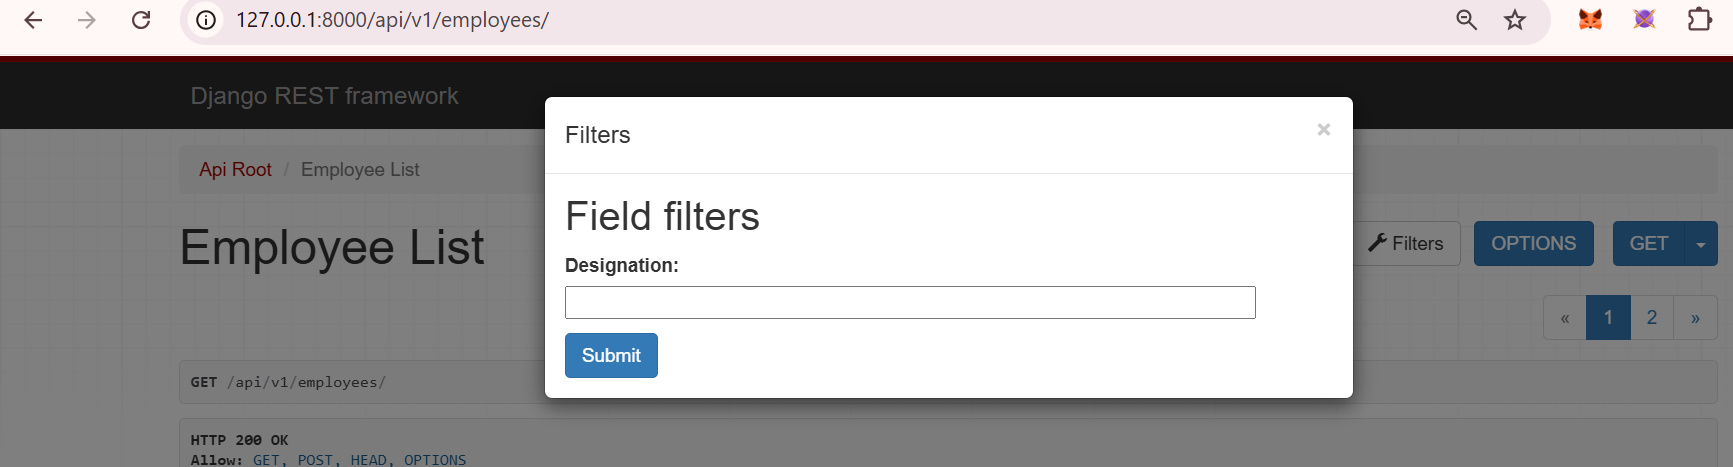 127.0.0.1:8000/api/v1/employees/
Django REST framework
Filters
×
Api Root / Employee List
Field filters
Employee List
Filters
OPTIONS
GET
Designation:
« 1 2 »
Submit
GET /api/v1/employees/
HTTP 200 OK
Allow: GET, POST, HEAD, OPTIONS